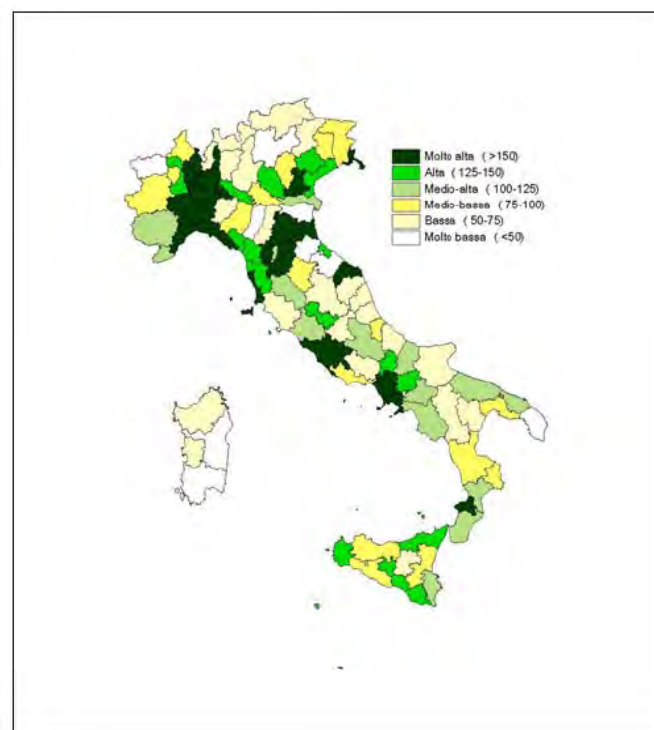 Molto alta (>150)
Alta (125-150)
Medio-alta (100-125)
Medio-bassa (75-100)
Bassa (50-75)
Molto bassa (<50)